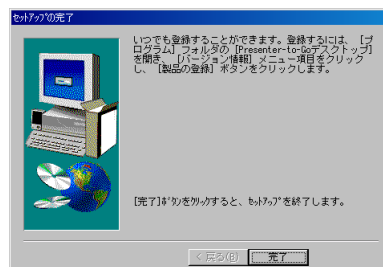 セットアップの完了
いつでも登録することができます。登録するには、 [プ
ログラム] フォルダの [Presenter-to-Goデスクトップ]
を開き、 [バージョン情報] メニュー項目をクリック
し、 [製品の登録] ボタンをクリックします。
[完了]ボタンをクリックすると、セットアップを終了します。
< 戻る(B)
完了